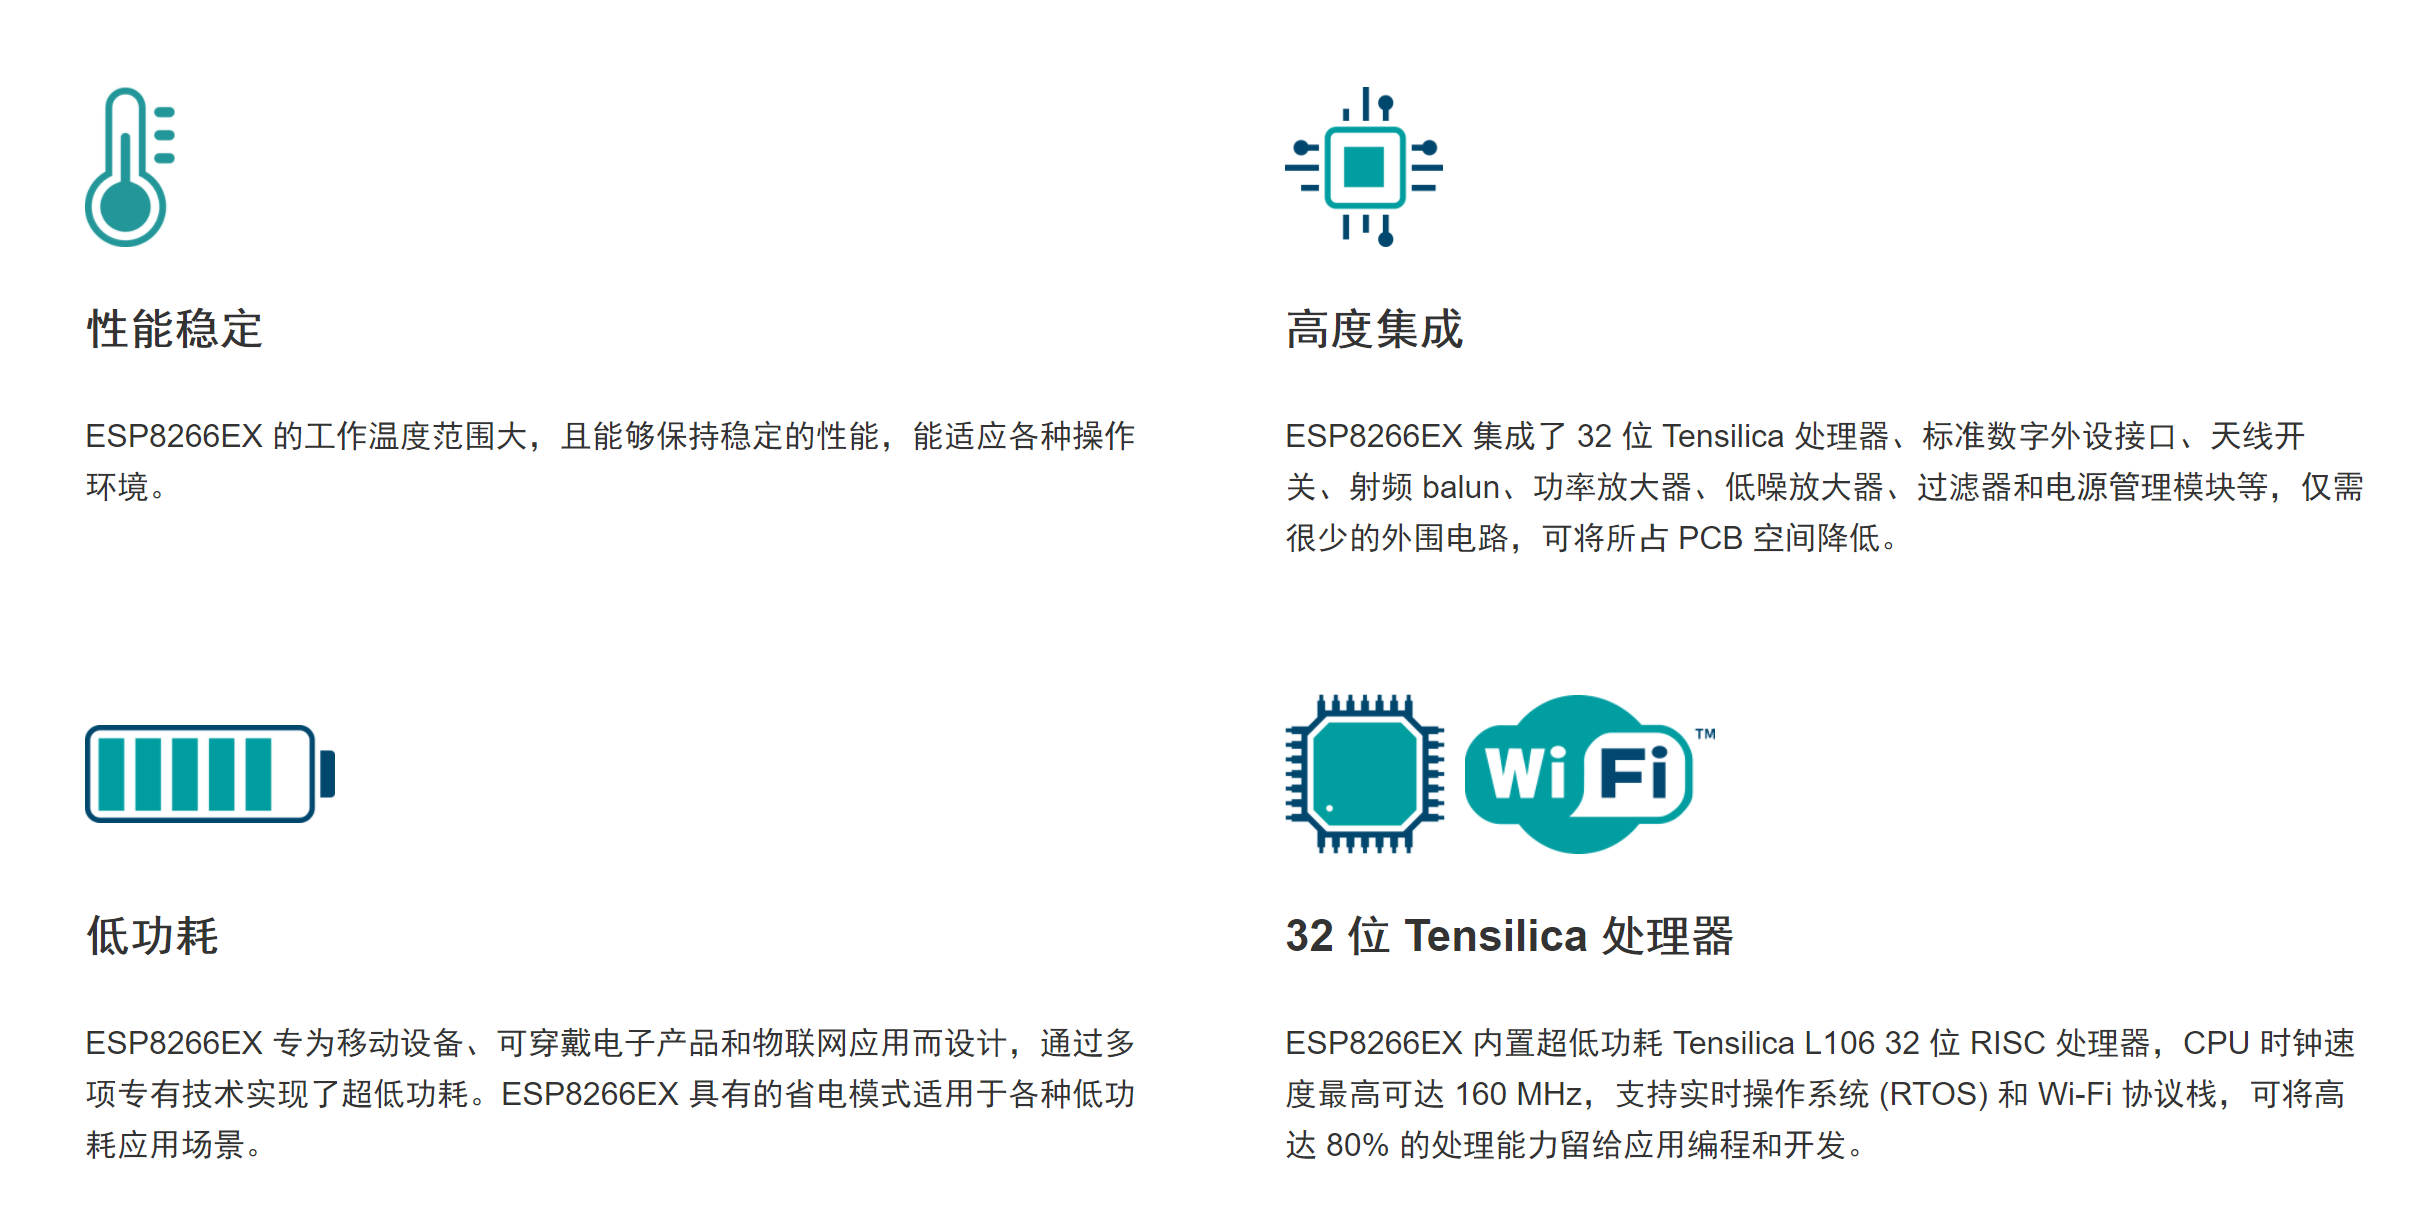 性能稳定
ESP8266EX 的工作温度范围大，且能够保持稳定的性能，能适应各种操作
环境。
高度集成
ESP8266EX 集成了 32 位 Tensilica 处理器、标准数字外设接口、天线开
关、射频 balun、功率放大器、低噪放大器、过滤器和电源管理模块等，仅需
很少的外围电路，可将所占 PCB 空间降低。
低功耗
ESP8266EX 专为移动设备、可穿戴电子产品和物联网应用而设计，通过多
项专有技术实现了超低功耗。ESP8266EX 具有的省电模式适用于各种低功
耗应用场景。
Wi Fi TM
32 位 Tensilica 处理器
ESP8266EX 内置超低功耗 Tensilica L106 32 位 RISC 处理器，CPU 时钟速
度最高可达 160 MHz，支持实时操作系统 (RTOS) 和 Wi-Fi 协议栈，可将高
达 80% 的处理能力留给应用编程和开发。